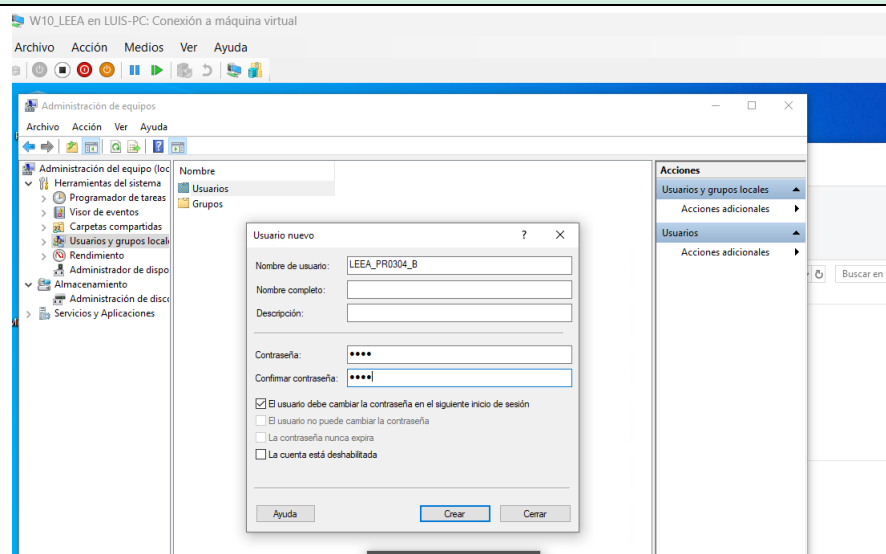 W10_LEEA en LUIS-PC: Conexión a máquina virtual
Archivo Acción Medios Ver Ayuda
Administración de equipos
Archivo Acción Ver Ayuda
Administración del equipo (loc
Herramientas del sistema
Programador de tareas
Visor de eventos
Carpetas compartidas
Usuarios y grupos locale
Rendimiento
Administrador de dispo
Almacenamiento
Administración de disco
Servicios y Aplicaciones
Nombre
Usuarios
Grupos
Usuario nuevo
Nombre de usuario: LEEA_PR0304_B
Nombre completo:
Descripción:
Contraseña: ••••
Confirmar contraseña: ••••
El usuario debe cambiar la contraseña en el siguiente inicio de sesión
El usuario no puede cambiar la contraseña
La contraseña nunca expira
La cuenta está deshabilitada
Ayuda Crear Cerrar
Acciones
Usuarios y grupos locales
Acciones adicionales
Usuarios
Acciones adicionales
Buscar en